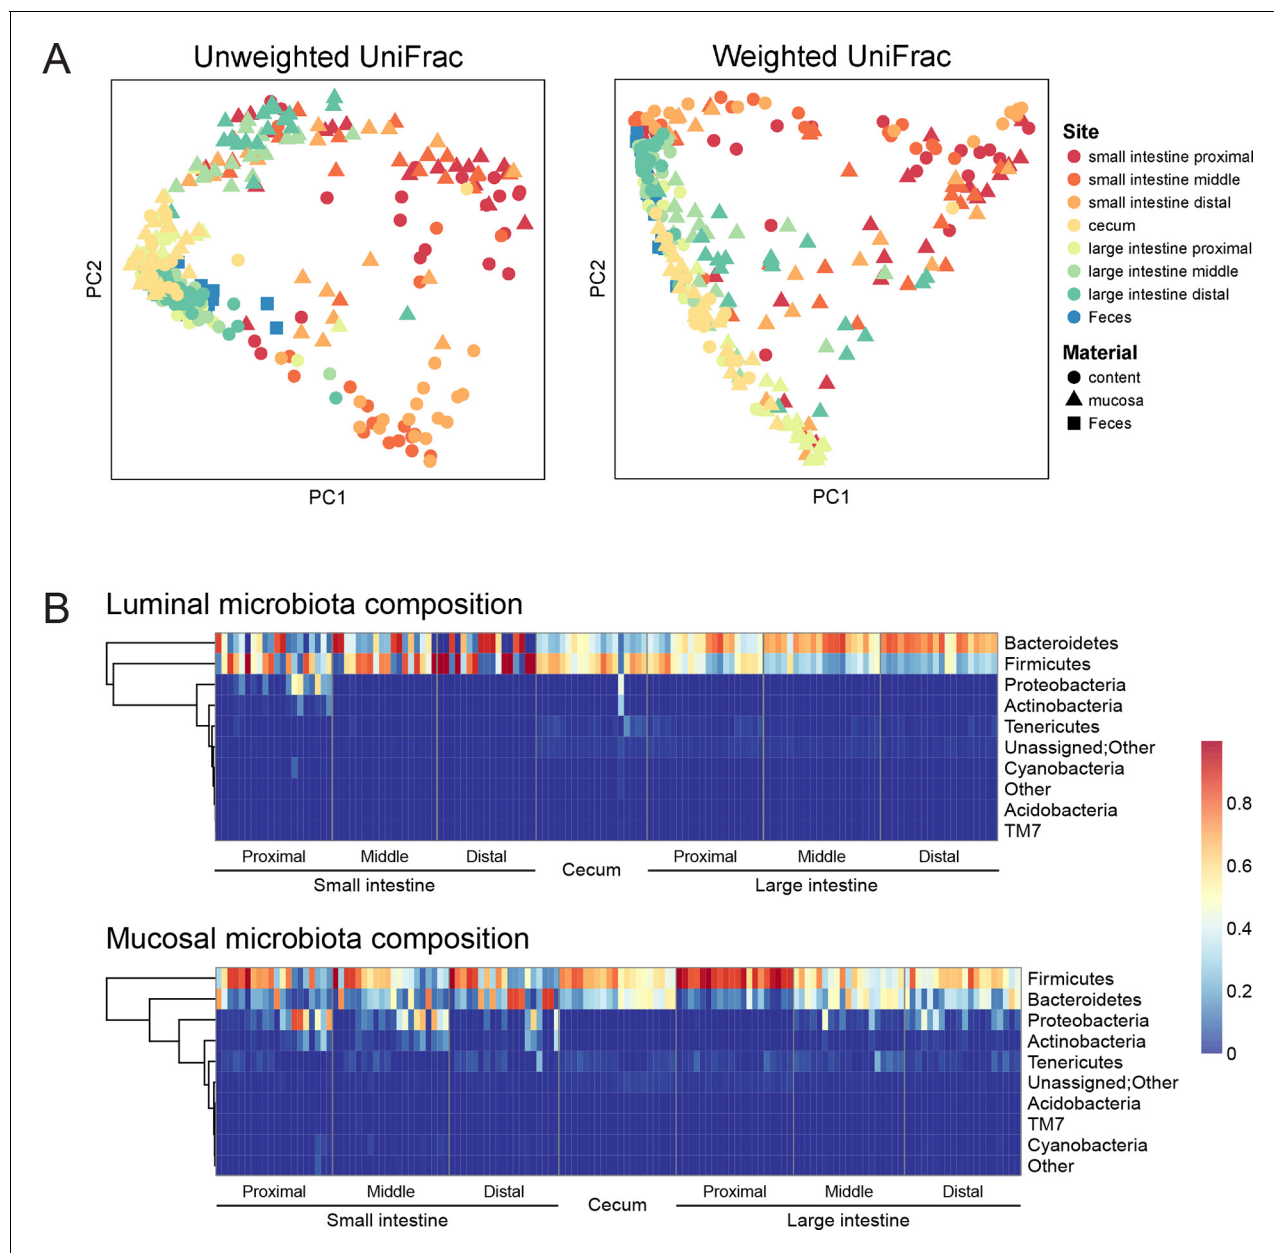 A
Unweighted UniFrac
Weighted UniFrac
PC2
PC1
PC2
PC1
Site
small intestine proximal
small intestine middle
small intestine distal
cecum
large intestine proximal
large intestine middle
large intestine distal
Feces
Material
content
mucosa
Feces
B
Luminal microbiota composition
Bacteroidetes
Firmicutes
Proteobacteria
Actinobacteria
Tenericutes
Unassigned;Other
Cyanobacteria
Other
Acidobacteria
TM7
Proximal Middle Distal Cecum Proximal Middle Distal
Small intestine Large intestine
0.8
0.6
0.4
0.2
0
Mucosal microbiota composition
Firmicutes
Bacteroidetes
Proteobacteria
Actinobacteria
Tenericutes
Unassigned;Other
Acidobacteria
TM7
Cyanobacteria
Other
Proximal Middle Distal Cecum Proximal Middle Distal
Small intestine Large intestine